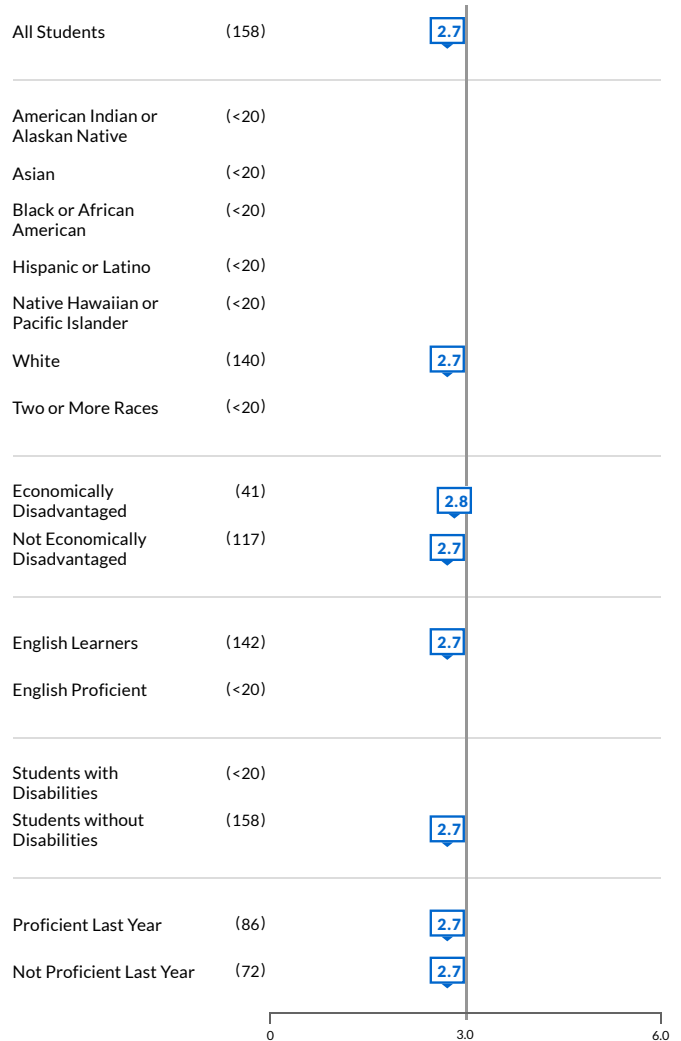 All Students (158) 2.7
American Indian or (<20)
Alaskan Native
Asian (<20)
Black or African (<20)
American
Hispanic or Latino (<20)
Native Hawaiian or (<20)
Pacific Islander
White (140) 2.7
Two or More Races (<20)
Economically (41) 2.8
Disadvantaged
Not Economically (117) 2.7
Disadvantaged
English Learners (142) 2.7
English Proficient (<20)
Students with (<20)
Disabilities
Students without (158) 2.7
Disabilities
Proficient Last Year (86) 2.7
Not Proficient Last Year (72) 2.7
0 3.0 6.0